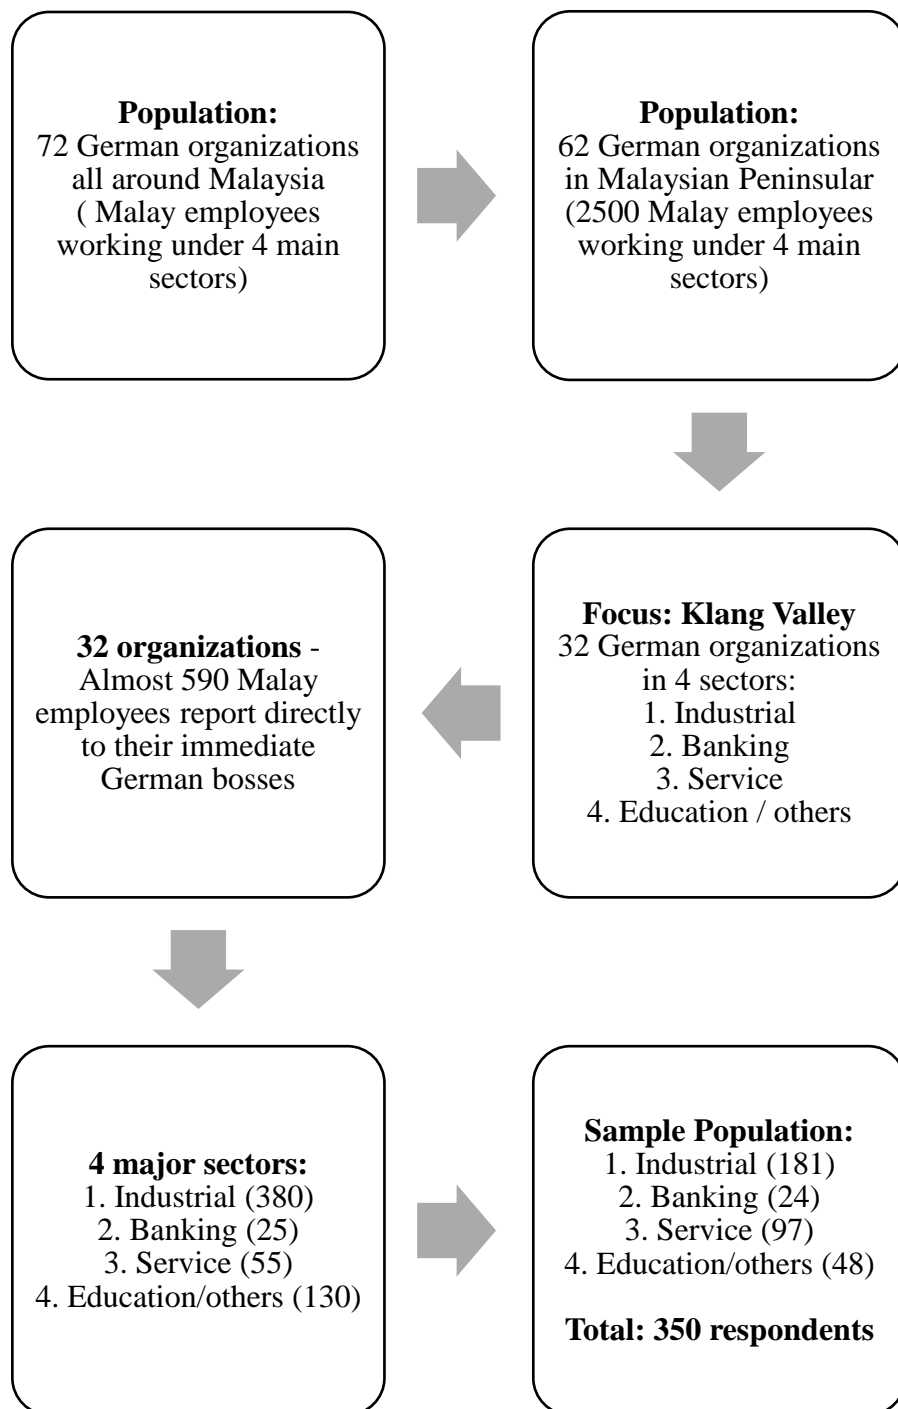 Population:
72 German organizations
all around Malaysia
( Malay employees
working under 4 main
sectors)
Population:
62 German organizations
in Malaysian Peninsular
(2500 Malay employees
working under 4 main
sectors)
Focus: Klang Valley
32 German organizations
in 4 sectors:
1. Industrial
2. Banking
3. Service
4. Education / others
32 organizations -
Almost 590 Malay
employees report directly
to their immediate
German bosses
4 major sectors:
1. Industrial (380)
2. Banking (25)
3. Service (55)
4. Education/others (130)
Sample Population:
1. Industrial (181)
2. Banking (24)
3. Service (97)
4. Education/others (48)
Total: 350 respondents